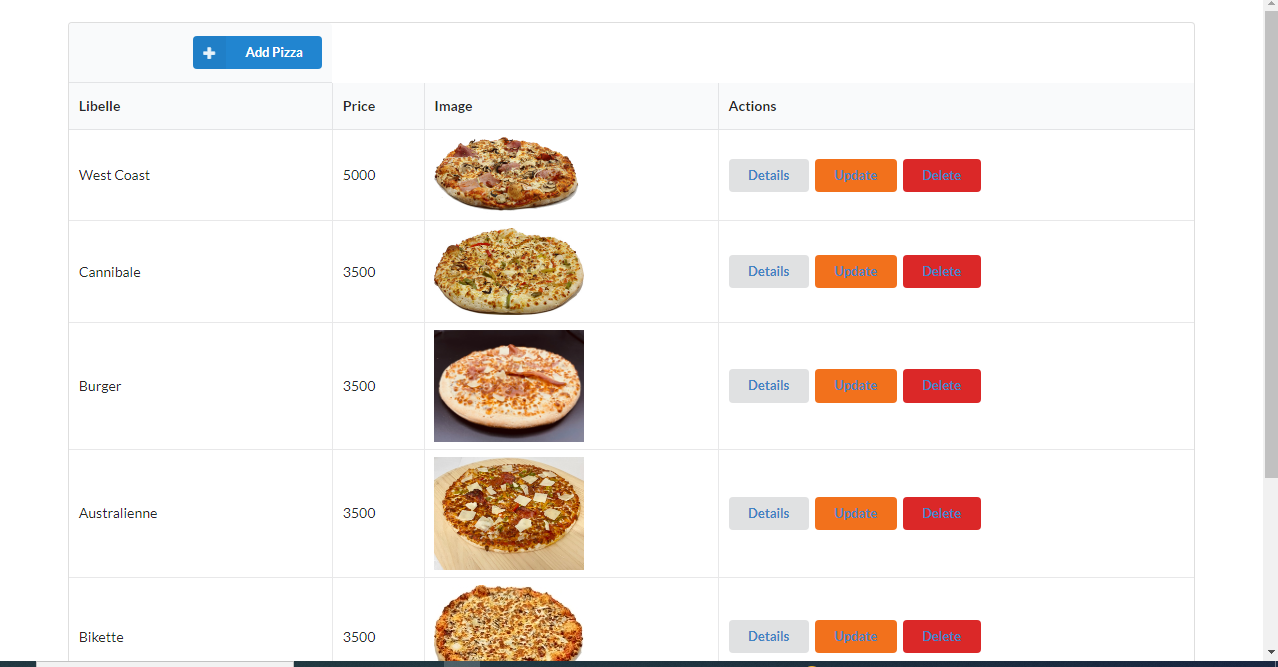 Add Pizza
Libelle Price Image Actions
West Coast 5000 Details Update Delete
Cannibale 3500 Details Update Delete
Burger 3500 Details Update Delete
Australienne 3500 Details Update Delete
Bikette 3500 Details Update Delete